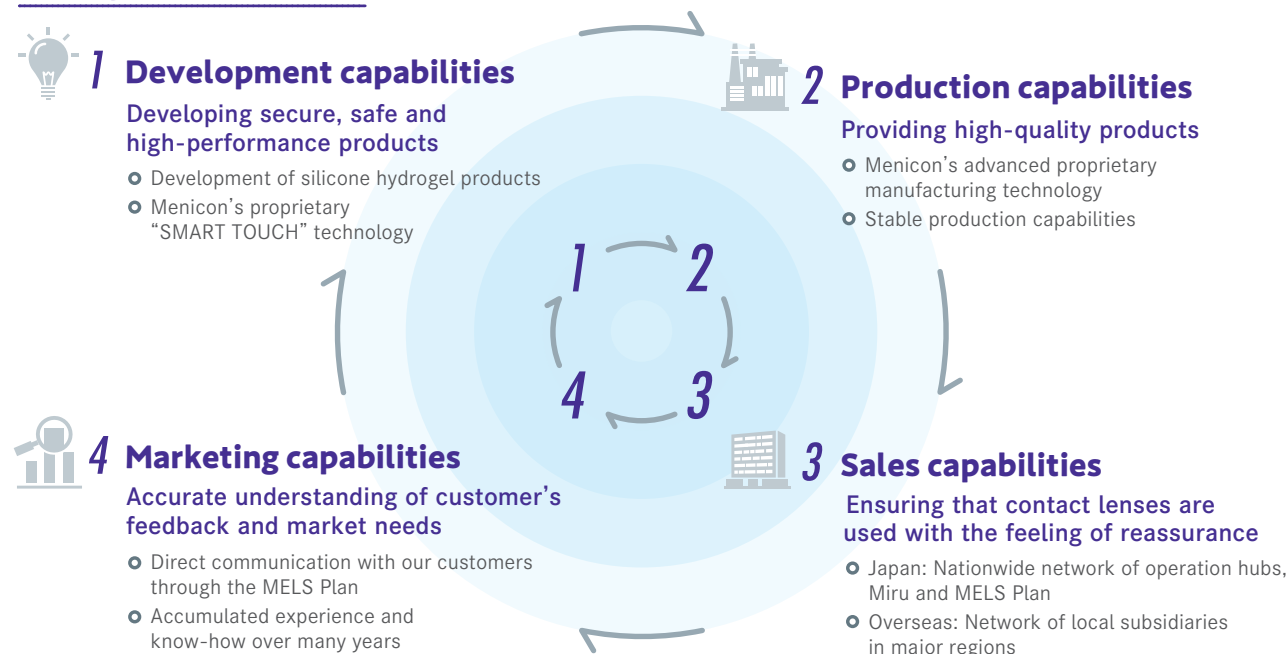 1 Development capabilities
Developing secure, safe and
high-performance products
Development of silicone hydrogel products
Menicon’s proprietary
“SMART TOUCH” technology
2 Production capabilities
Providing high-quality products
Menicon’s advanced proprietary
manufacturing technology
Stable production capabilities
1
2
4
3
4 Marketing capabilities
Accurate understanding of customer’s
feedback and market needs
Direct communication with our customers
through the MELS Plan
Accumulated experience and
know-how over many years
3 Sales capabilities
Ensuring that contact lenses are
used with the feeling of reassurance
Japan: Nationwide network of operation hubs,
Miru and MELS Plan
Overseas: Network of local subsidiaries
in major regions